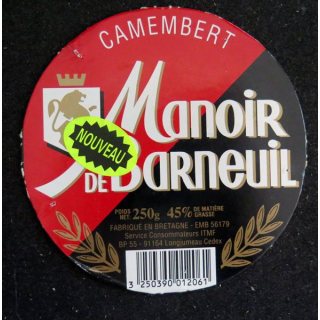 CAMEMBERT
Manoir
NOUVEAU
DE Barneuil
POIDS NET 250g 45% DE MATIÈRE GRASSE
FABRIQUÉ EN BRETAGNE - EMB 56179
Service Consommateurs ITMF
BP 55 - 91164 Longjumeau Cedex
3 250390 012061